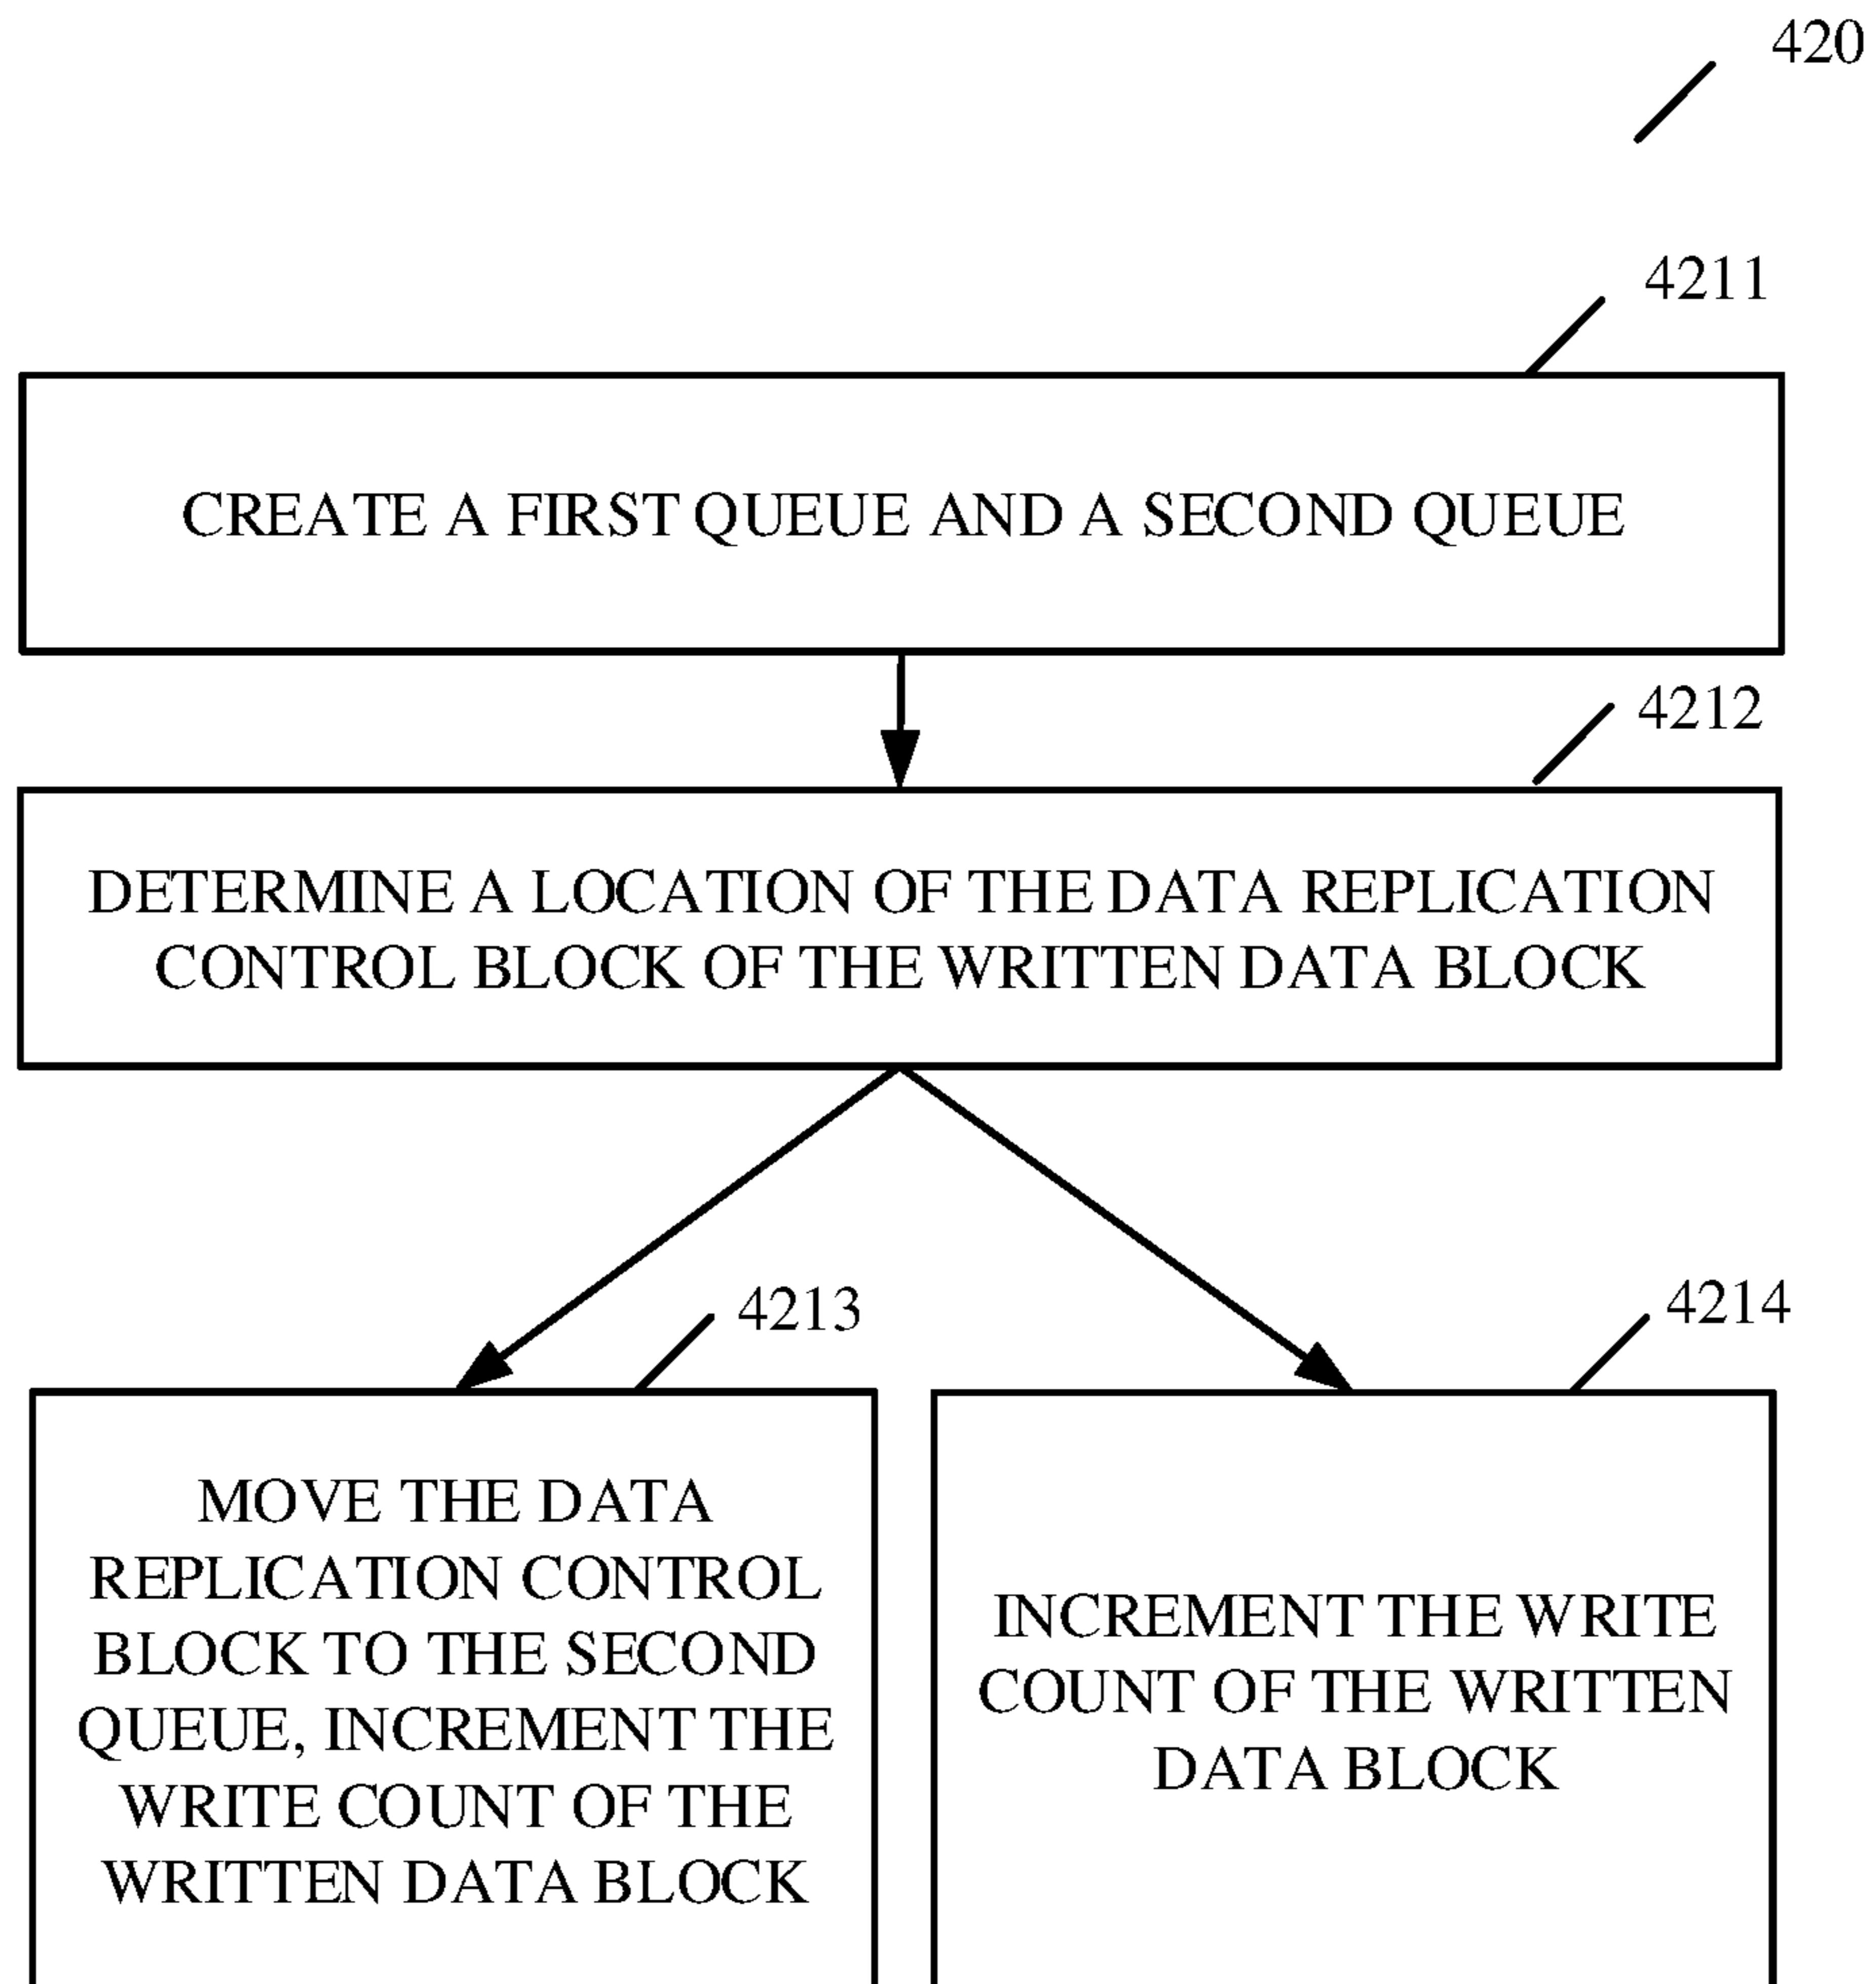 420
4211
CREATE A FIRST QUEUE AND A SECOND QUEUE
4212
DETERMINE A LOCATION OF THE DATA REPLICATION
CONTROL BLOCK OF THE WRITTEN DATA BLOCK
4213
MOVE THE DATA
REPLICATION CONTROL
BLOCK TO THE SECOND
QUEUE, INCREMENT THE
WRITE COUNT OF THE
WRITTEN DATA BLOCK
4214
INCREMENT THE WRITE
COUNT OF THE WRITTEN
DATA BLOCK